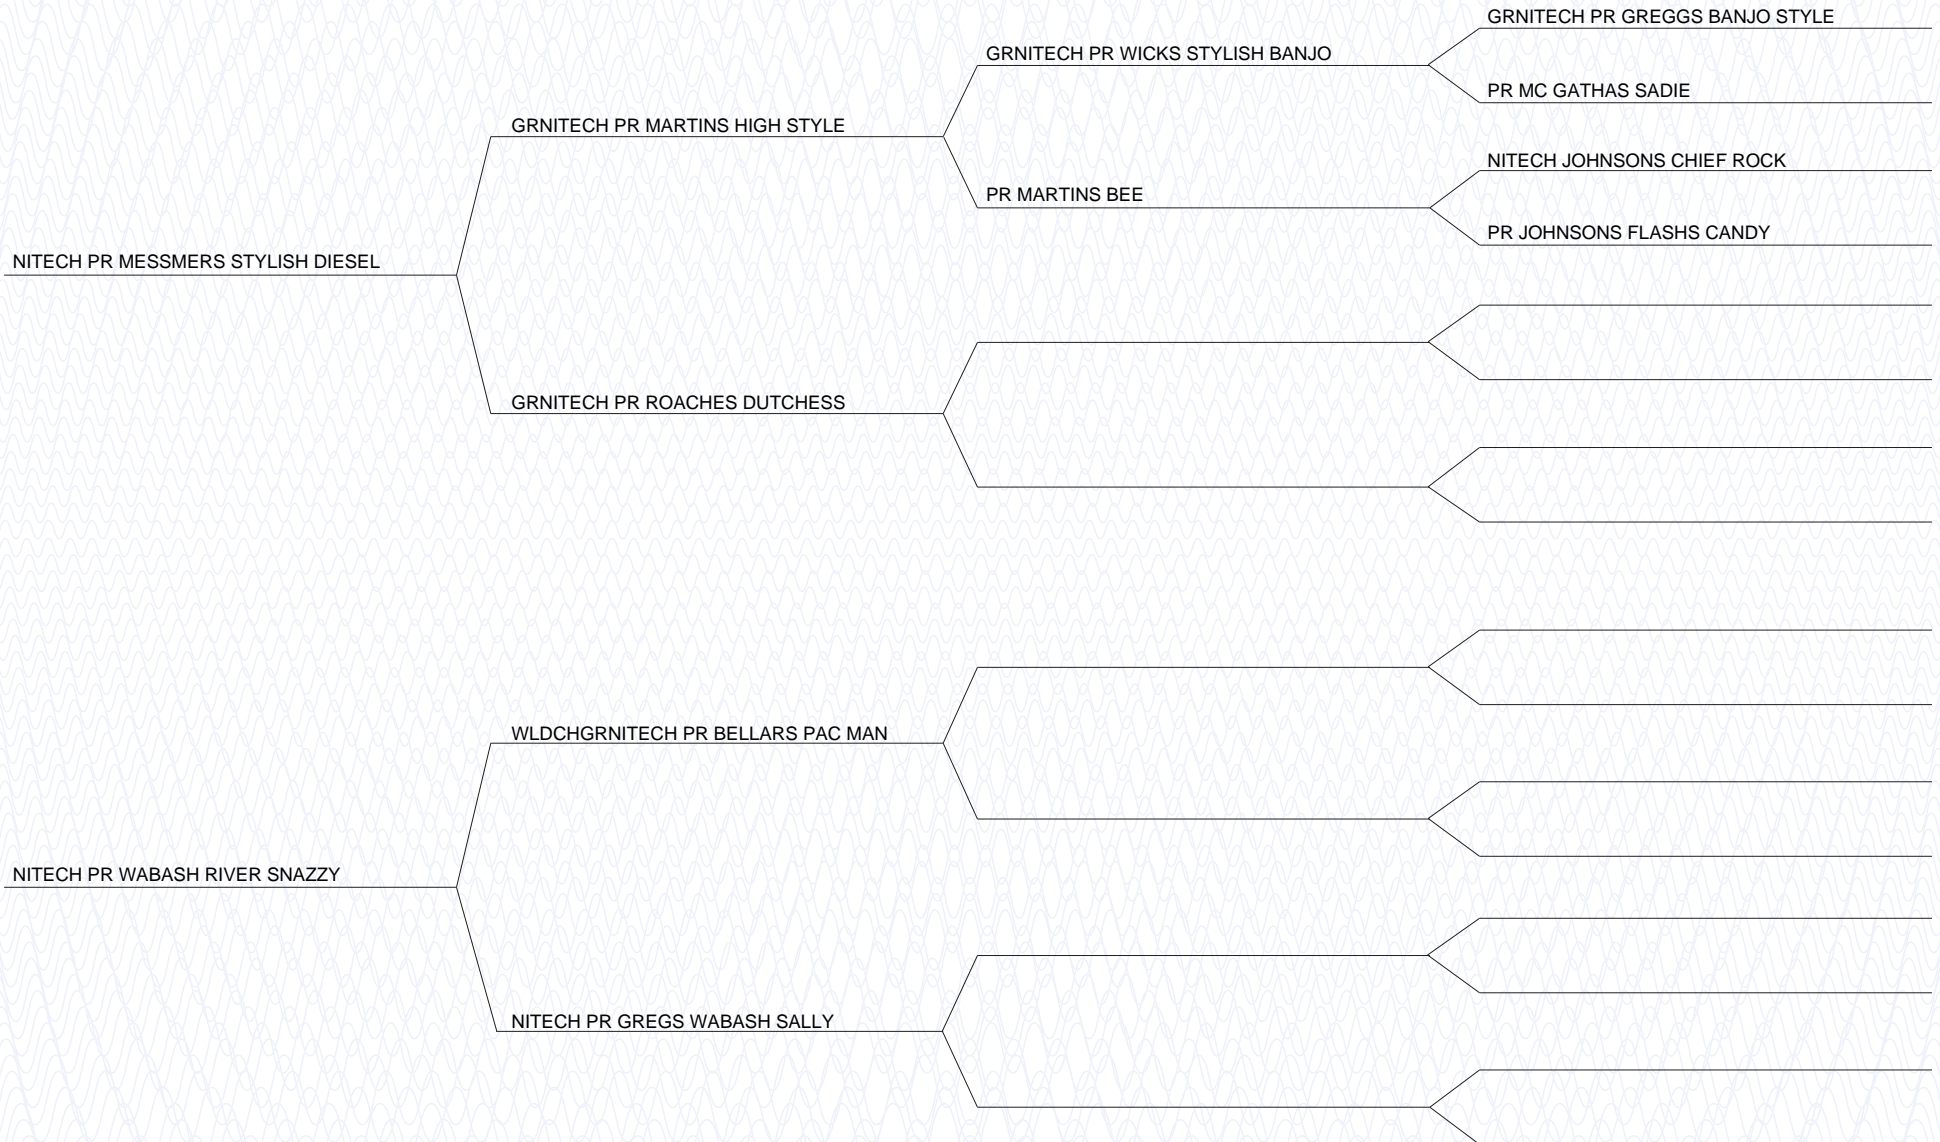 GRNITECH PR GREGGS BANJO STYLE
GRNITECH PR WICKS STYLISH BANJO
PR MC GATHAS SADIE
GRNITECH PR MARTINS HIGH STYLE
NITECH JOHNSONS CHIEF ROCK
PR MARTINS BEE
PR JOHNSONS FLASHS CANDY
NITECH PR MESSMERS STYLISH DIESEL
GRNITECH PR ROACHES DUTCHESS
WLDCHGRNITECH PR BELLARS PAC MAN
NITECH PR WABASH RIVER SNAZZY
NITECH PR GREGS WABASH SALLY